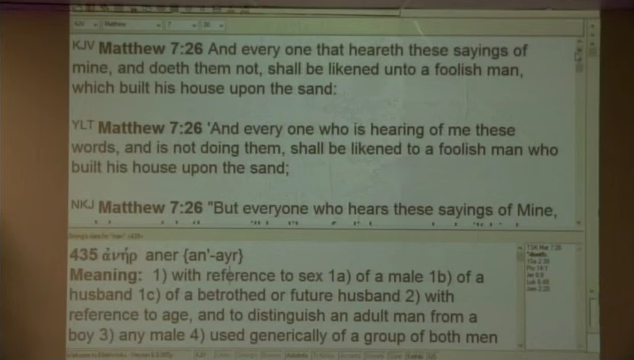 KJV Matthew 7:26 And every one that heareth these sayings of
mine, and doeth them not, shall be likened unto a foolish man,
which built his house upon the sand:
YLT Matthew 7:26 'And every one who is hearing of me these
words, and is not doing them, shall be likened to a foolish man who
built his house upon the sand;
NKJ Matthew 7:26 "But everyone who hears these sayings of Mine,
435 ἀνήρ aner {an'-ayr}
Meaning: 1) with reference to sex 1a) of a male 1b) of a
husband 1c) of a betrothed or future husband 2) with
reference to age, and to distinguish an adult man from a
boy 3) any male 4) used generically of a group of both men